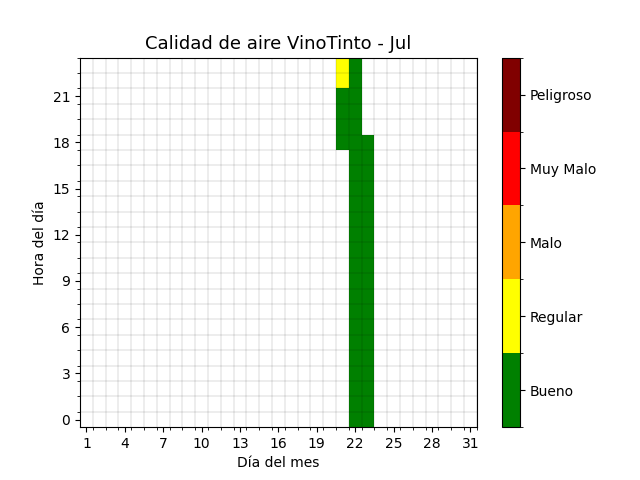 Calidad de aire VinoTinto - Jul
Hora del día
21
18
15
12
9
6
3
0
1 4 7 10 13 16 19 22 25 28 31
Día del mes
Peligroso
Muy Malo
Malo
Regular
Bueno